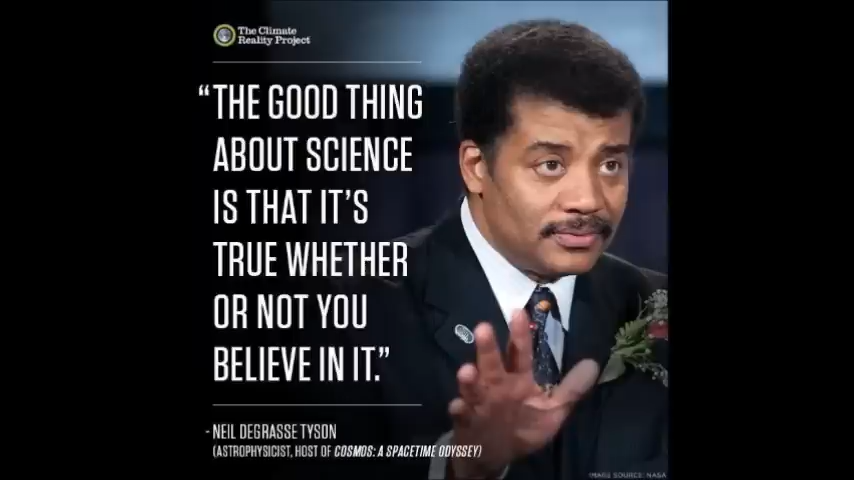 The Climate
Reality Project
“THE GOOD THING
ABOUT SCIENCE
IS THAT IT’S
TRUE WHETHER
OR NOT YOU
BELIEVE IN IT.”
- NEIL DEGRASSE TYSON
(ASTROPHYSICIST, HOST OF COSMOS: A SPACETIME ODYSSEY)
IMAGE SOURCE: NASA